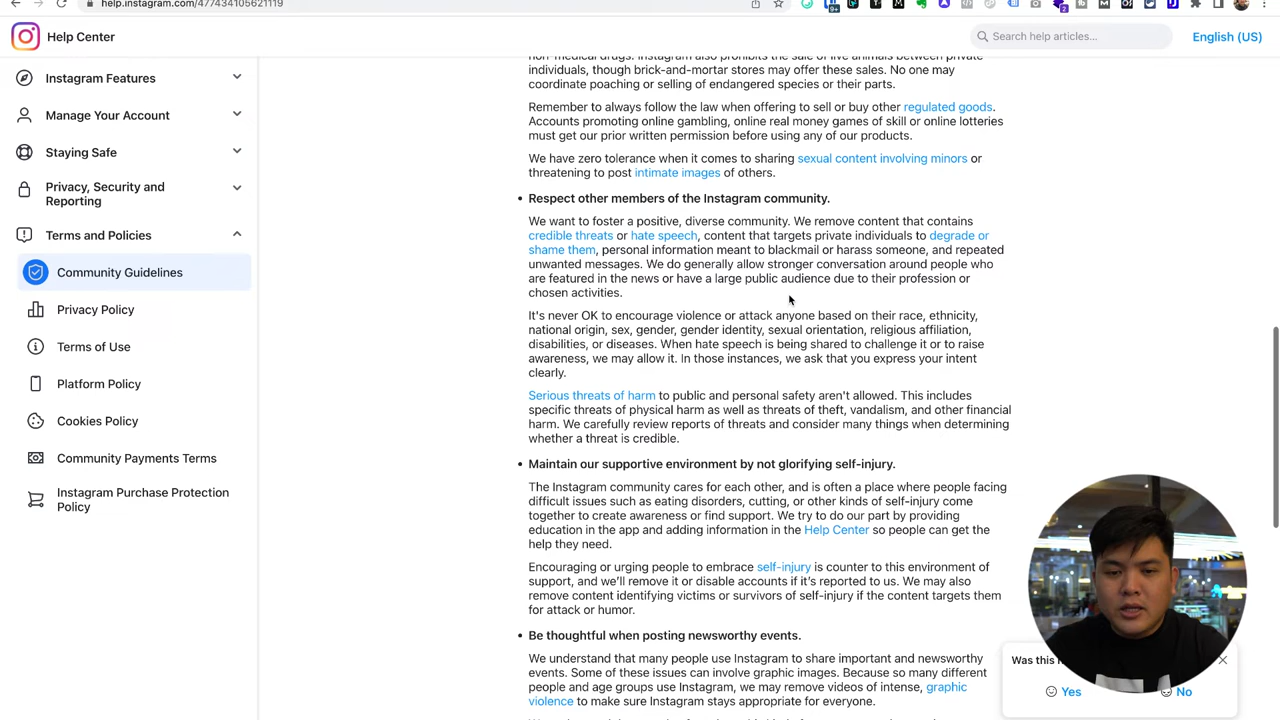 help.instagram.com/477434105621119
Help Center
Search help articles...
English (US)
Instagram Features
Manage Your Account
Staying Safe
Privacy, Security and
Reporting
Terms and Policies
Community Guidelines
Privacy Policy
Terms of Use
Platform Policy
Cookies Policy
Community Payments Terms
Instagram Purchase Protection
Policy
non-medical drugs. Instagram also prohibits the sale of live animals between private
individuals, though brick-and-mortar stores may offer these sales. No one may
coordinate poaching or selling of endangered species or their parts.
Remember to always follow the law when offering to sell or buy other regulated goods.
Accounts promoting online gambling, online real money games of skill or online lotteries
must get our prior written permission before using any of our products.
We have zero tolerance when it comes to sharing sexual content involving minors or
threatening to post intimate images of others.
• Respect other members of the Instagram community.
We want to foster a positive, diverse community. We remove content that contains
credible threats or hate speech, content that targets private individuals to degrade or
shame them, personal information meant to blackmail or harass someone, and repeated
unwanted messages. We do generally allow stronger conversation around people who
are featured in the news or have a large public audience due to their profession or
chosen activities.
It's never OK to encourage violence or attack anyone based on their race, ethnicity,
national origin, sex, gender, gender identity, sexual orientation, religious affiliation,
disabilities, or diseases. When hate speech is being shared to challenge it or to raise
awareness, we may allow it. In those instances, we ask that you express your intent
clearly.
Serious threats of harm to public and personal safety aren't allowed. This includes
specific threats of physical harm as well as threats of theft, vandalism, and other financial
harm. We carefully review reports of threats and consider many things when determining
whether a threat is credible.
• Maintain our supportive environment by not glorifying self-injury.
The Instagram community cares for each other, and is often a place where people facing
difficult issues such as eating disorders, cutting, or other kinds of self-injury come
together to create awareness or find support. We try to do our part by providing
education in the app and adding information in the Help Center so people can get the
help they need.
Encouraging or urging people to embrace self-injury is counter to this environment of
support, and we'll remove it or disable accounts if it's reported to us. We may also
remove content identifying victims or survivors of self-injury if the content targets them
for attack or humor.
• Be thoughtful when posting newsworthy events.
We understand that many people use Instagram to share important and newsworthy
events. Some of these issues can involve graphic images. Because so many different
people and age groups use Instagram, we may remove videos of intense, graphic
violence to make sure Instagram stays appropriate for everyone.
Was this
Yes
No